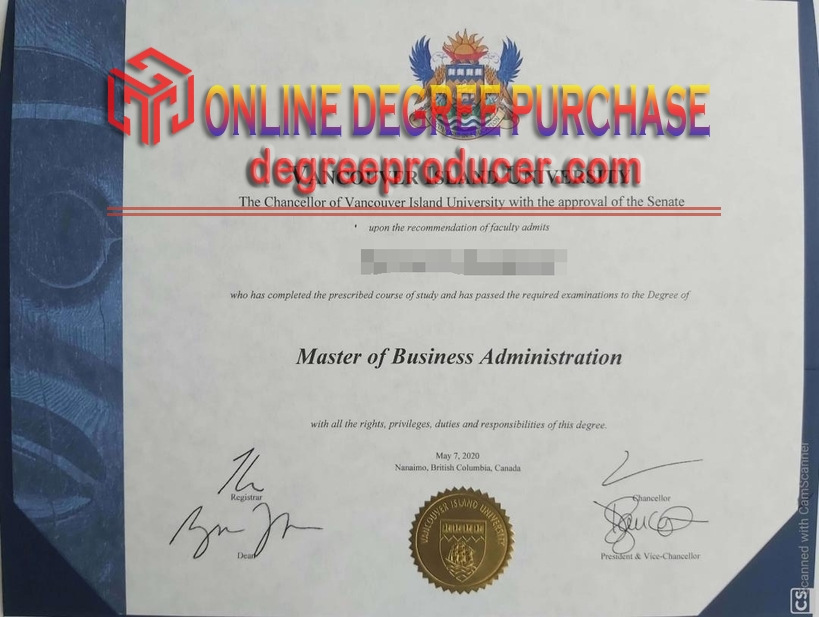 ONLINE DEGREE PURCHASE
degreeproducer.com
VANCOUVER ISLAND UNIVERSITY
The Chancellor of Vancouver Island University with the approval of the Senate
upon the recommendation of faculty admits
who has completed the prescribed course of study and has passed the required examinations to the Degree of
Master of Business Administration
with all the rights, privileges, duties and responsibilities of this degree.
May 7, 2020
Nanaimo, British Columbia, Canada
Registrar
Chancellor
Dean
President & Vice-Chancellor
VANCOUVER ISLAND UNIVERSITY
CS
Scanned with CamScanner